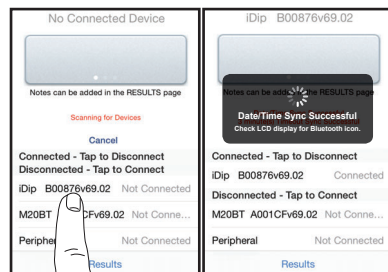 No Connected Device
Notes can be added in the RESULTS page
Scanning for Devices
Cancel
Connected - Tap to Disconnect
Disconnected - Tap to Connect
iDip B00876v69.02 Not Connected
M20BT CFv69.02 Not Conne...
Peripher Not Connected
Results
iDip B00876v69.02
Notes can be added the RESULTS page
Date/Time Sync Successful
Check LCD display for Bluetooth icon.
Connected - Tap to Disconnect
iDip B00876v69.02 Connected
Disconnected - Tap to Connect
M20BT A001CFv69.02 Not Conne...
Peripheral Not Connected
Results